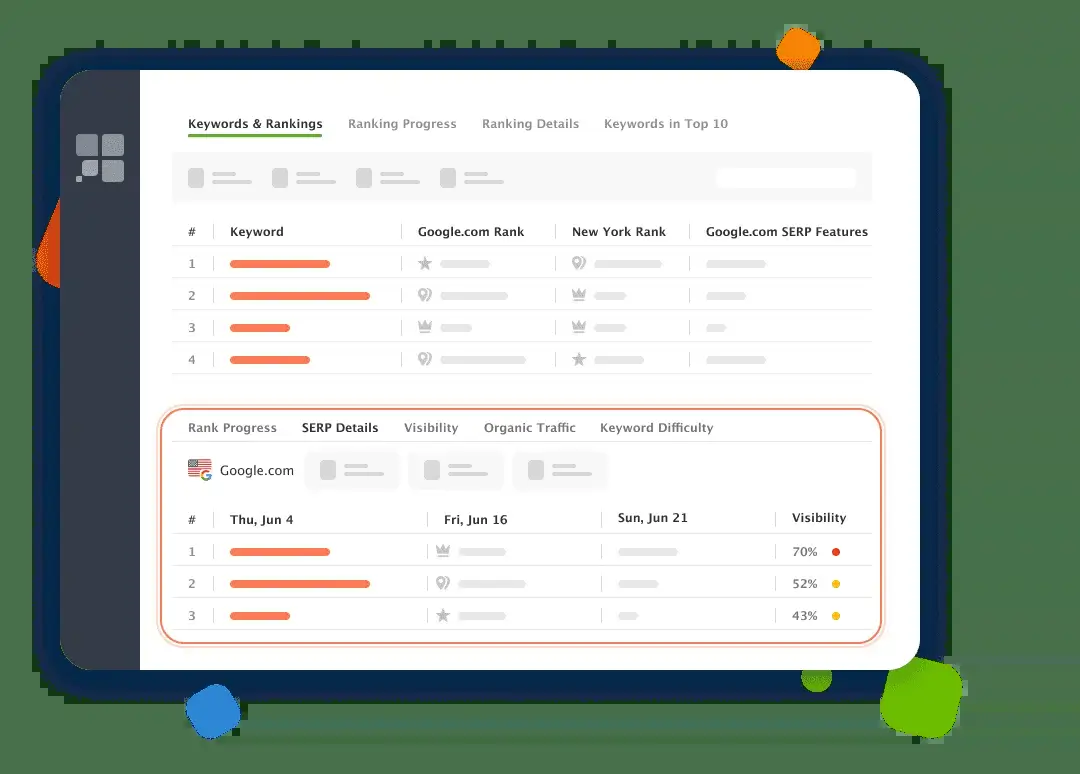 Keywords & Rankings Ranking Progress Ranking Details Keywords in Top 10
# Keyword Google.com Rank New York Rank Google.com SERP Features
1
2
3
4
Rank Progress SERP Details Visibility Organic Traffic Keyword Difficulty
Google.com
# Thu, Jun 4 Fri, Jun 16 Sun, Jun 21 Visibility
1 70%
2 52%
3 43%